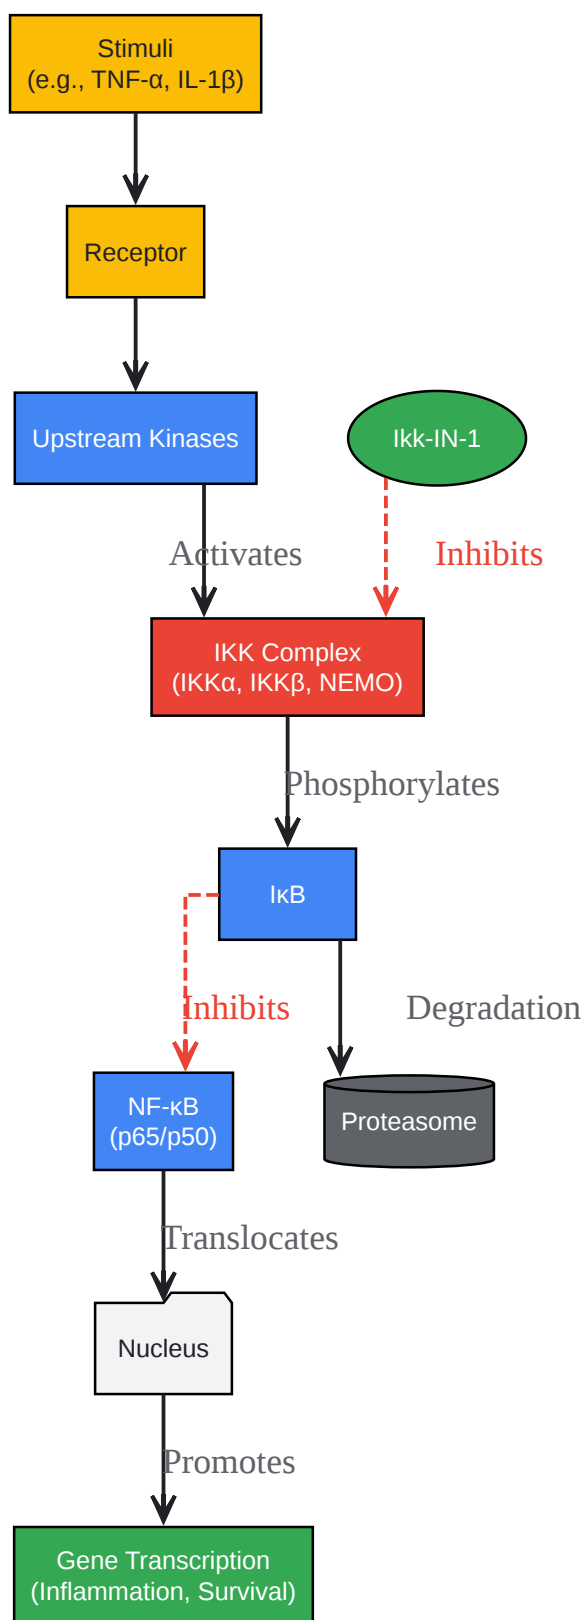 Stimuli
(e.g., TNF-α, IL-1β)
Receptor
Upstream Kinases
Ikk-IN-1
Activates
Inhibits
IKK Complex
(IKKα, IKKβ, NEMO)
Phosphorylates
IκB
Inhibits
Degradation
NF-κB
(p65/p50)
Proteasome
Translocates
Nucleus
Promotes
Gene Transcription
(Inflammation, Survival)